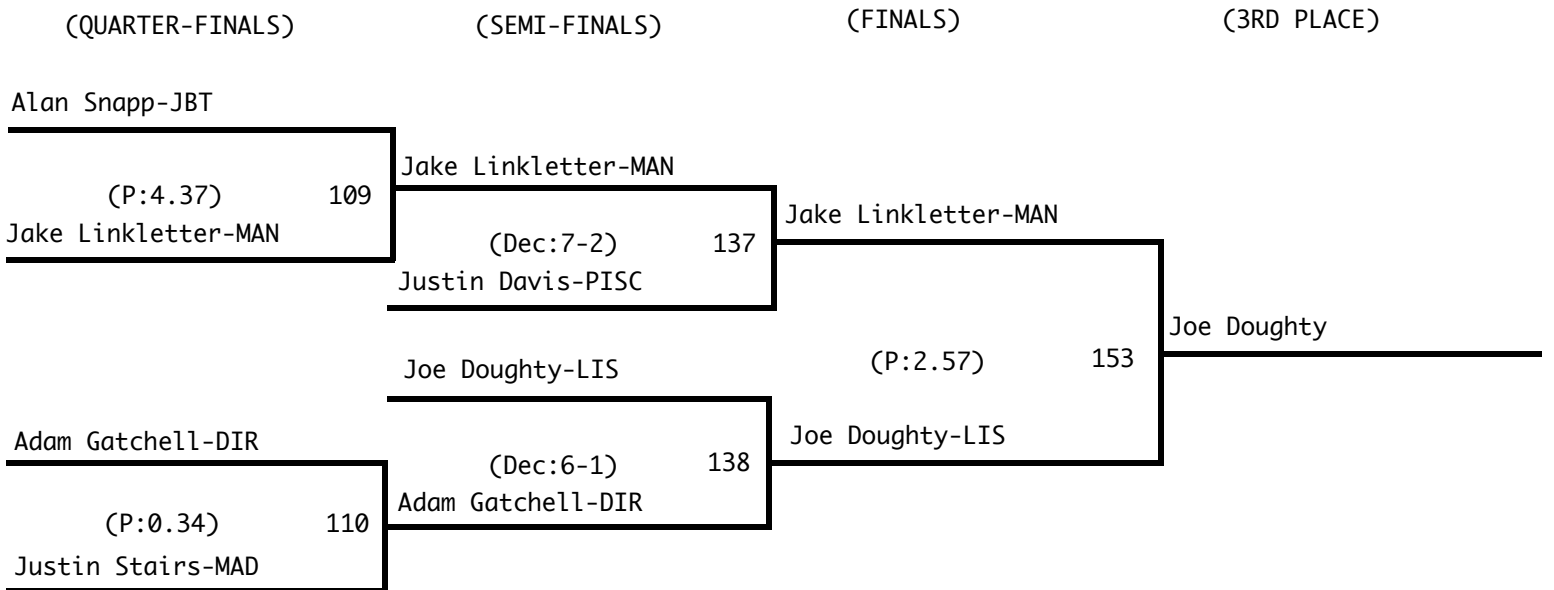 (QUARTER-FINALS) (SEMI-FINALS) (FINALS) (3RD PLACE)
Alan Snapp-JBT
Jake Linkletter-MAN
(P:4.37) 109
Jake Linkletter-MAN
Jake Linkletter-MAN
(Dec:7-2) 137
Justin Davis-PISC
Joe Doughty
(P:2.57) 153
Joe Doughty-LIS
Joe Doughty-LIS
Adam Gatchell-DIR
(Dec:6-1) 138
Adam Gatchell-DIR
(P:0.34) 110
Justin Stairs-MAD